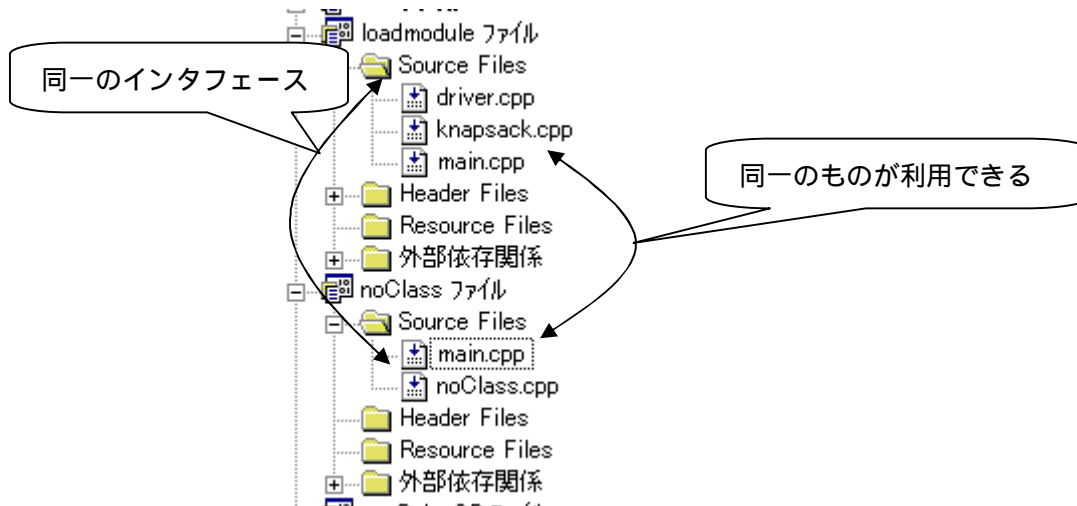 loadmodule ファイル
同一のインタフェース
Source Files
driver.cpp
knapsack.cpp
main.cpp
同一のものが利用できる
Header Files
Resource Files
外部依存関係
noClass ファイル
Source Files
main.cpp
noClass.cpp
Header Files
Resource Files
外部依存関係